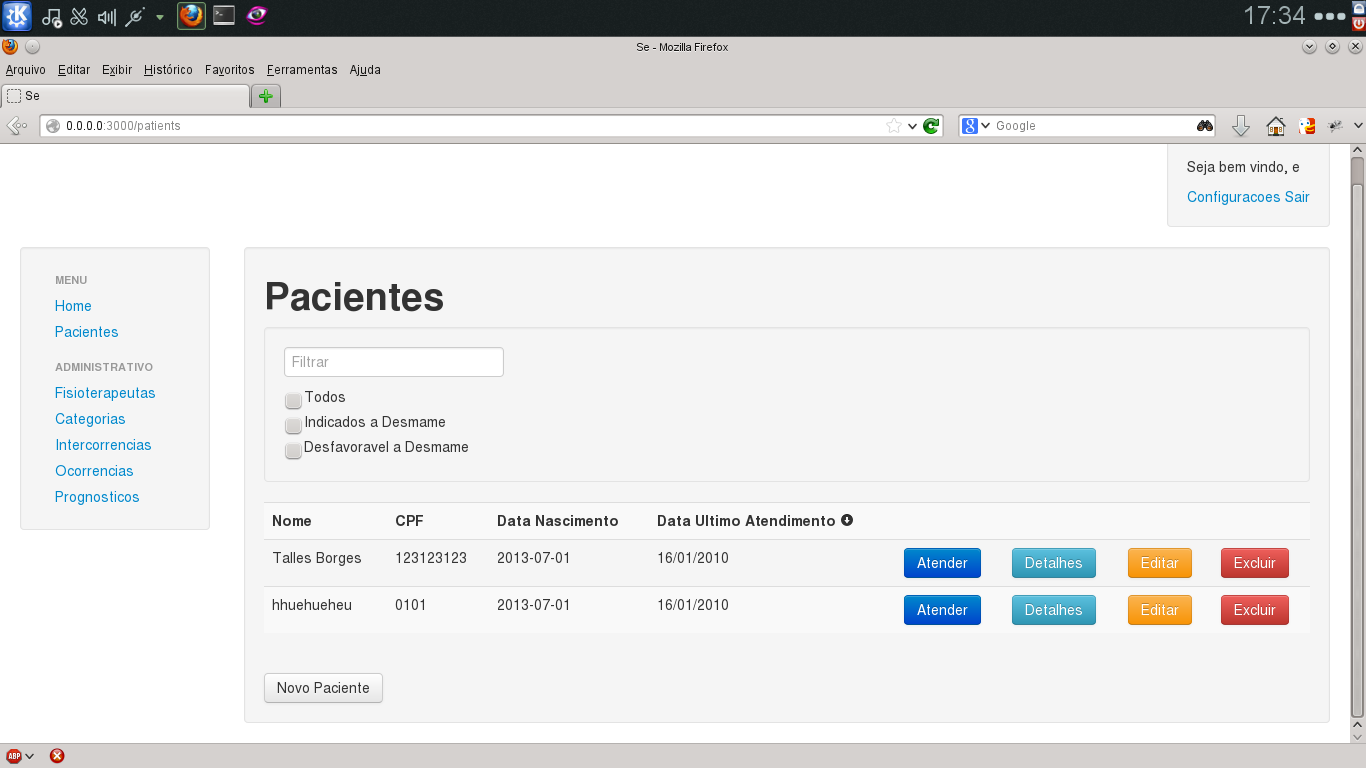 17:34
Se - Mozilla Firefox
Arquivo Editar Exibir Histórico Favoritos Ferramentas Ajuda
Se
0.0.0.0:3000/patients
Google
Seja bem vindo, e
Configuracoes Sair
MENU
Home
Pacientes
ADMINISTRATIVO
Fisioterapeutas
Categorias
Intercorrencias
Ocorrencias
Prognosticos
Pacientes
Filtrar
Todos
Indicados a Desmame
Desfavoravel a Desmame
Nome CPF Data Nascimento Data Ultimo Atendimento
Talles Borges 123123123 2013-07-01 16/01/2010 Atender Detalhes Editar Excluir
hhuehueheu 0101 2013-07-01 16/01/2010 Atender Detalhes Editar Excluir
Novo Paciente
ABP